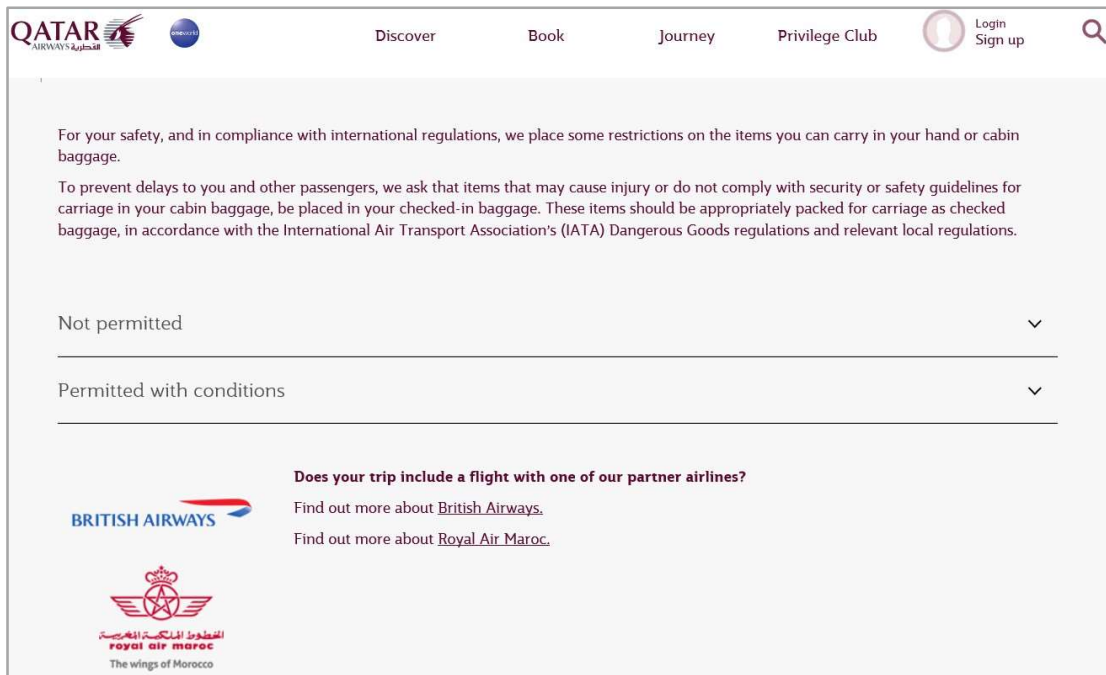 QATAR
AIRWAYS القطرية
oneworld
Discover
Book
Journey
Privilege Club
Login
Sign up
For your safety, and in compliance with international regulations, we place some restrictions on the items you can carry in your hand or cabin
baggage.
To prevent delays to you and other passengers, we ask that items that may cause injury or do not comply with security or safety guidelines for
carriage in your cabin baggage, be placed in your checked-in baggage. These items should be appropriately packed for carriage as checked
baggage, in accordance with the International Air Transport Association's (IATA) Dangerous Goods regulations and relevant local regulations.
Not permitted
Permitted with conditions
Does your trip include a flight with one of our partner airlines?
BRITISH AIRWAYS
Find out more about British Airways.
Find out more about Royal Air Maroc.
الخطوط الملكية المغربية
royal air maroc
The wings of Morocco